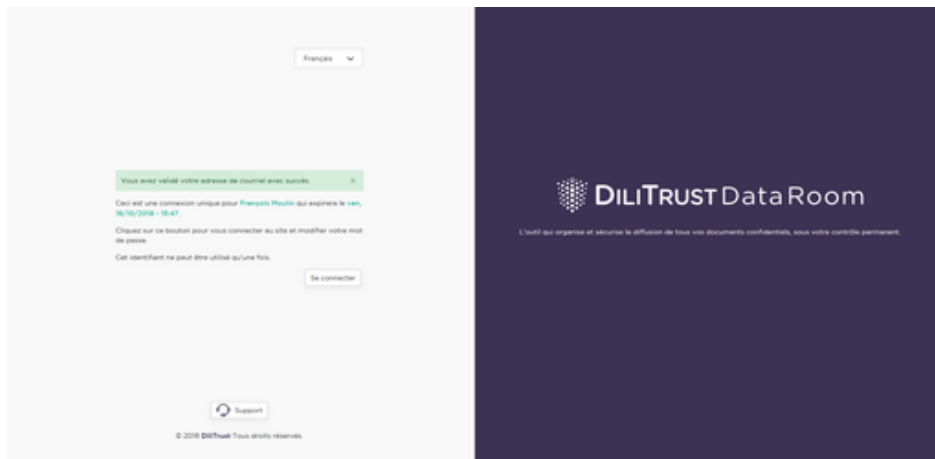 Français
Vous avez validé votre adresse de courriel avec succès. ×
Ceci est une connexion unique pour François Moulin qui expirera le ven,
19/10/2018 - 15:47.
Cliquez sur ce bouton pour vous connecter au site et modifier votre mot
de passe.
Cet identifiant ne peut être utilisé qu'une fois.
Se connecter
Support
© 2018 DiliTrust Tous droits réservés.
DILITRUST Data Room
L'outil qui organise et sécurise la diffusion de tous vos documents confidentiels, sous votre contrôle permanent.